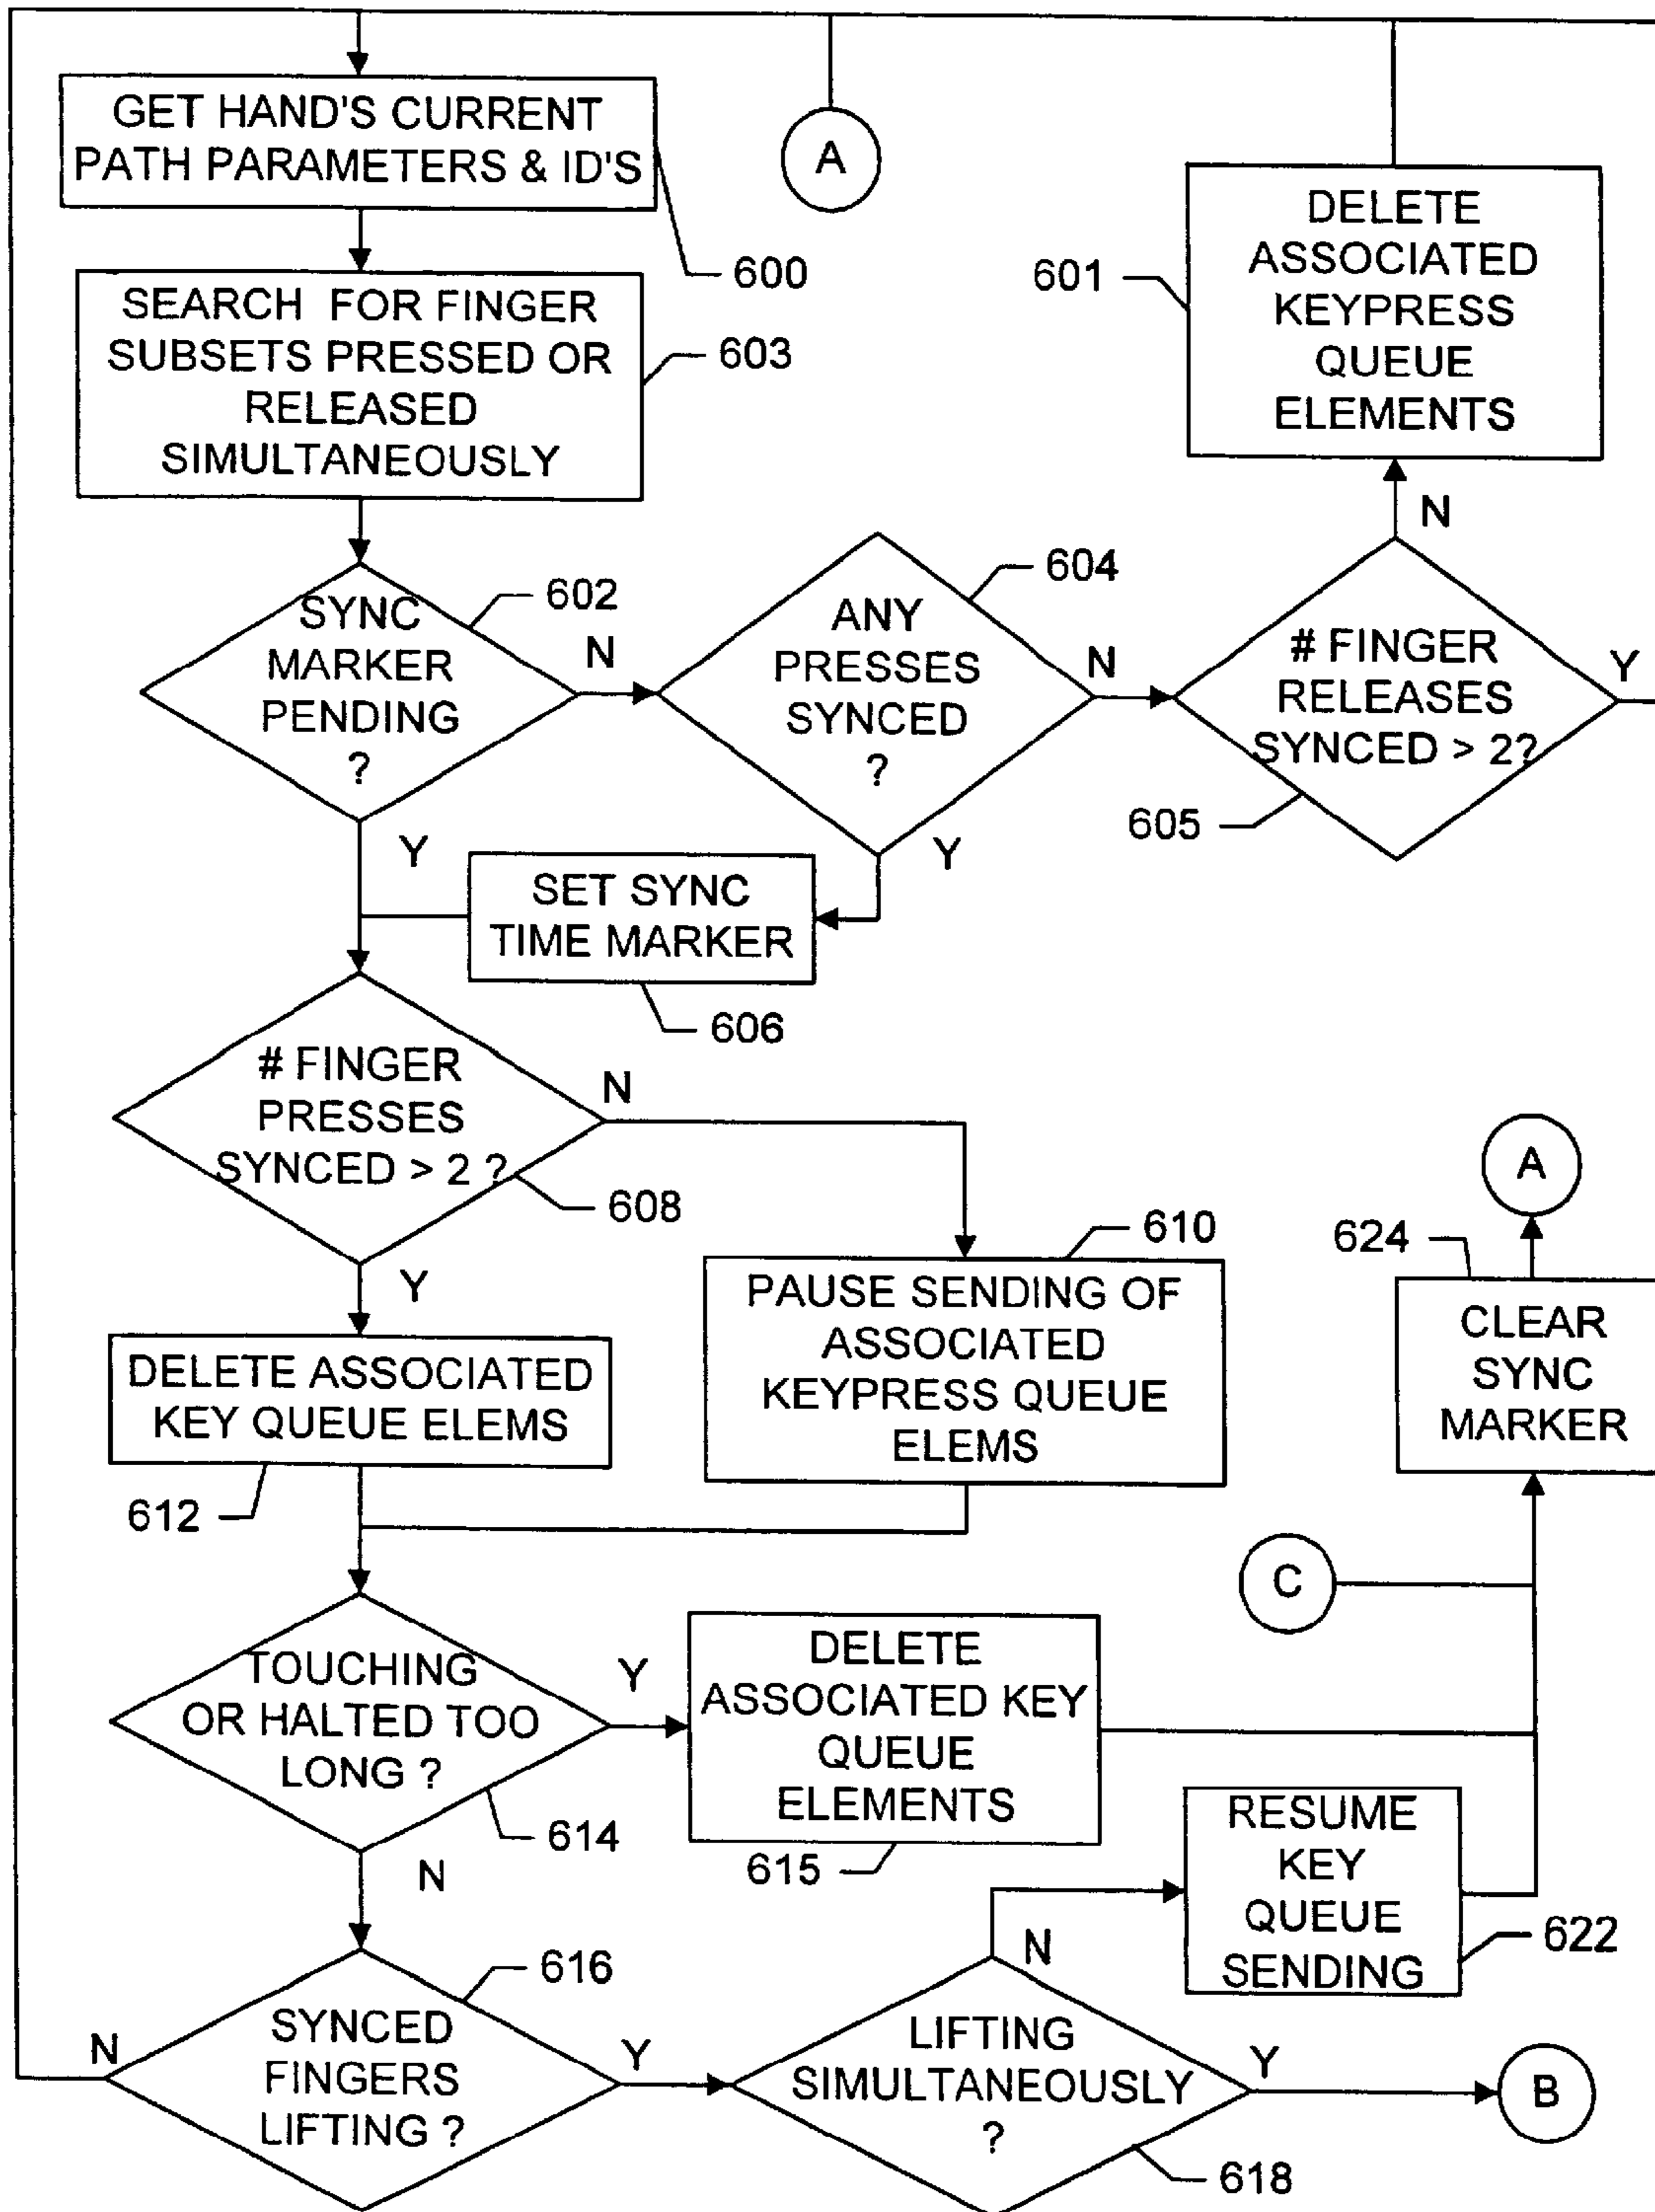 GET HAND'S CURRENT
PATH PARAMETERS & ID'S
600
A
DELETE
ASSOCIATED
KEYPRESS
QUEUE
ELEMENTS
601
SEARCH FOR FINGER
SUBSETS PRESSED OR
RELEASED
SIMULTANEOUSLY
603
N
SYNC
MARKER
PENDING
?
602
N
Y
ANY
PRESSES
SYNCED
?
604
N
Y
# FINGER
RELEASES
SYNCED > 2?
605
Y
SET SYNC
TIME MARKER
606
# FINGER
PRESSES
SYNCED > 2 ?
608
N
Y
610
PAUSE SENDING OF
ASSOCIATED
KEYPRESS QUEUE
ELEMS
A
624
CLEAR
SYNC
MARKER
DELETE ASSOCIATED
KEY QUEUE ELEMS
612
C
TOUCHING
OR HALTED TOO
LONG ?
614
Y
N
DELETE
ASSOCIATED KEY
QUEUE
ELEMENTS
615
RESUME
KEY
QUEUE
SENDING
622
SYNCED
FINGERS
LIFTING ?
616
N
Y
LIFTING
SIMULTANEOUSLY
?
618
N
Y
B